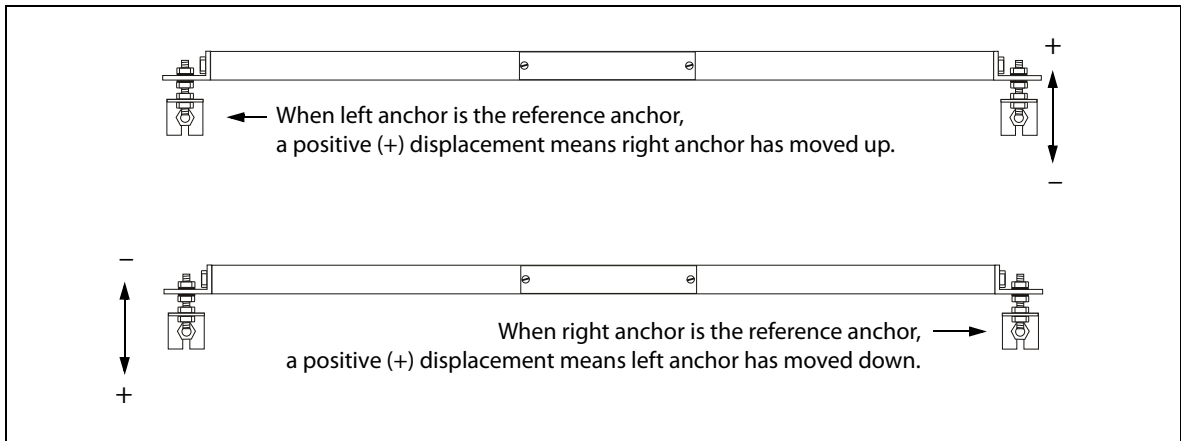 +
When left anchor is the reference anchor,
a positive (+) displacement means right anchor has moved up.
–
–
When right anchor is the reference anchor,
a positive (+) displacement means left anchor has moved down.
+